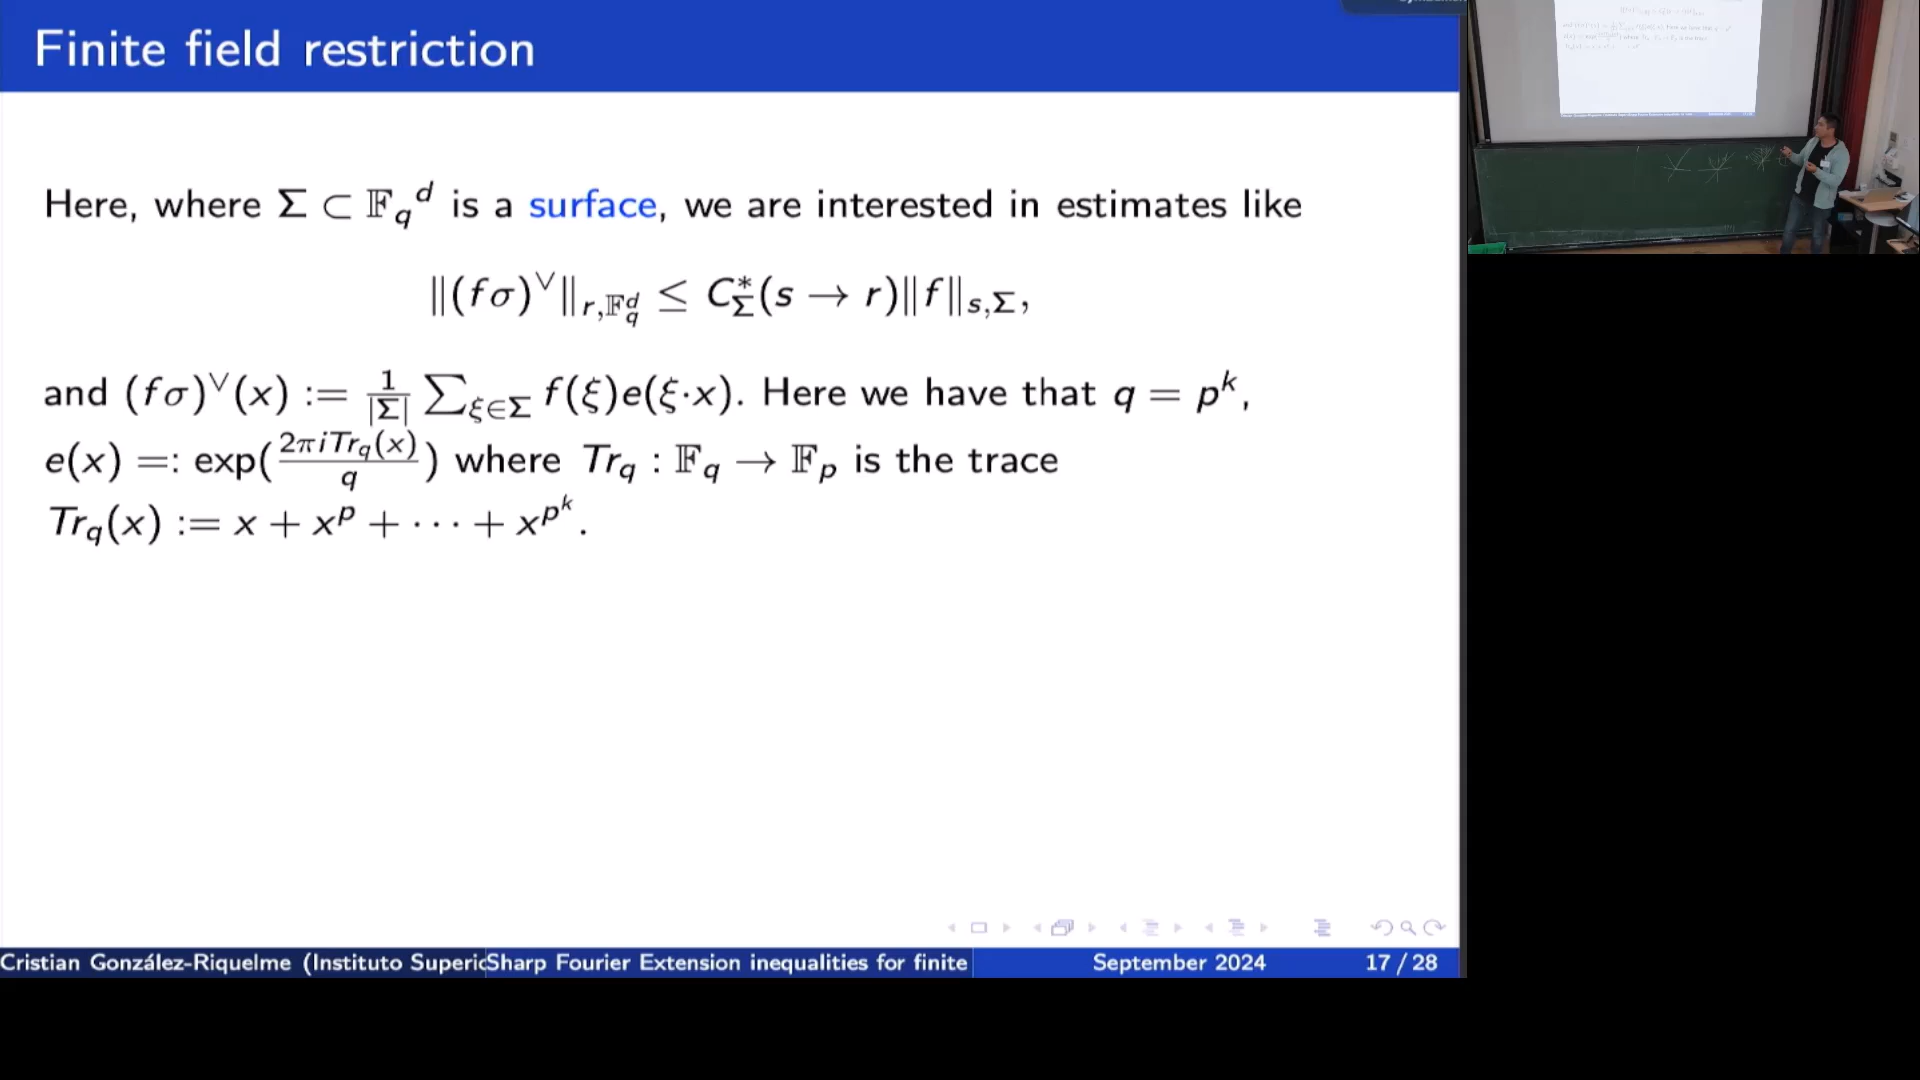 Finite field restriction
Here, where Σ ⊂ 𝔽_q^d is a surface, we are interested in estimates like
‖(fσ)^∨‖_{r,𝔽_q^d} ≤ C_Σ^*(s → r)‖f‖_{s,Σ},
and (fσ)^∨(x) := 1/|Σ| ∑_{ξ∈Σ} f(ξ)e(ξ·x). Here we have that q = p^k,
e(x) =: exp(2πiTr_q(x)/q) where Tr_q : 𝔽_q → 𝔽_p is the trace
Tr_q(x) := x + x^p + ··· + x^{p^k}.
Cristian González-Riquelme (Instituto Superic Sharp Fourier Extension inequalities for finite September 2024 17 / 28